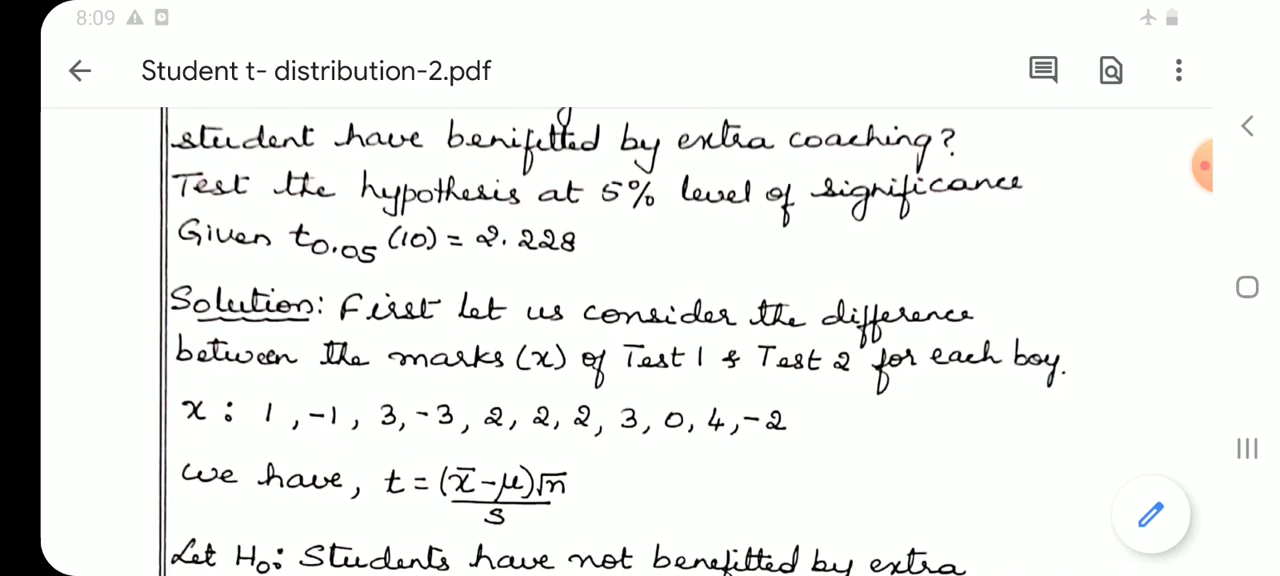 8:09
Student t- distribution-2.pdf
student have benifitted by extra coaching?
Test the hypothesis at 5% level of significance
Given t0.05 (10) = 2.228
Solution: First let us consider the difference
between the marks (x) of Test 1 & Test 2 for each boy.
x : 1 , -1, 3, -3, 2, 2, 2, 3, 0, 4, -2
we have, t = (x̄ - μ)√n / s
Let H0: Students have not benefitted by extra